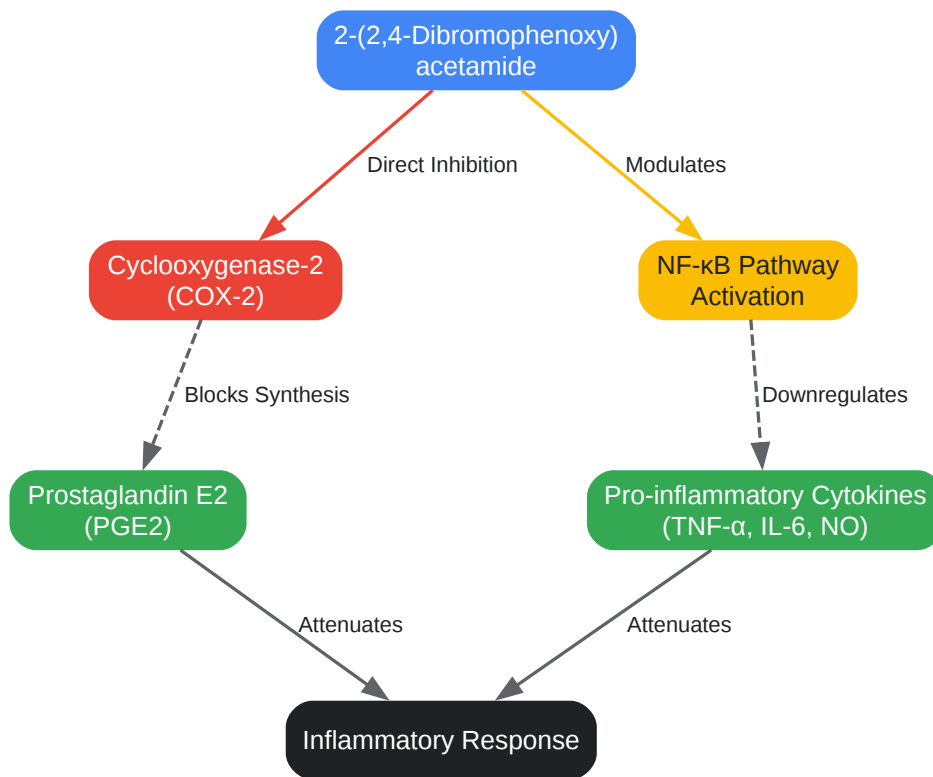 2-(2,4-Dibromophenoxy)
acetamide
Direct Inhibition
Modulates
Cyclooxygenase-2
(COX-2)
NF-κB Pathway
Activation
Blocks Synthesis
Downregulates
Prostaglandin E2
(PGE2)
Pro-inflammatory Cytokines
(TNF-α, IL-6, NO)
Attenuates
Attenuates
Inflammatory Response